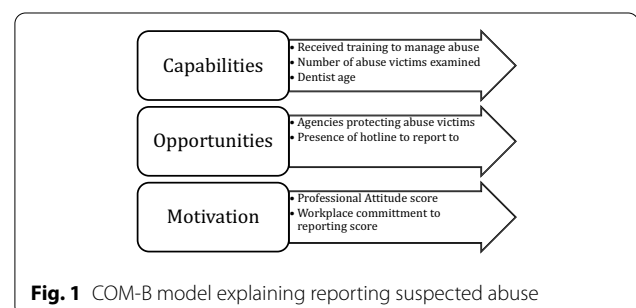 Capabilities
• Received training to manage abuse
• Number of abuse victims examined
• Dentist age
Opportunities
• Agencies protecting abuse victims
• Presence of hotline to report to
Motivation
• Professional Attitude score
• Workplace committment to
reporting score
Fig. 1 COM-B model explaining reporting suspected abuse